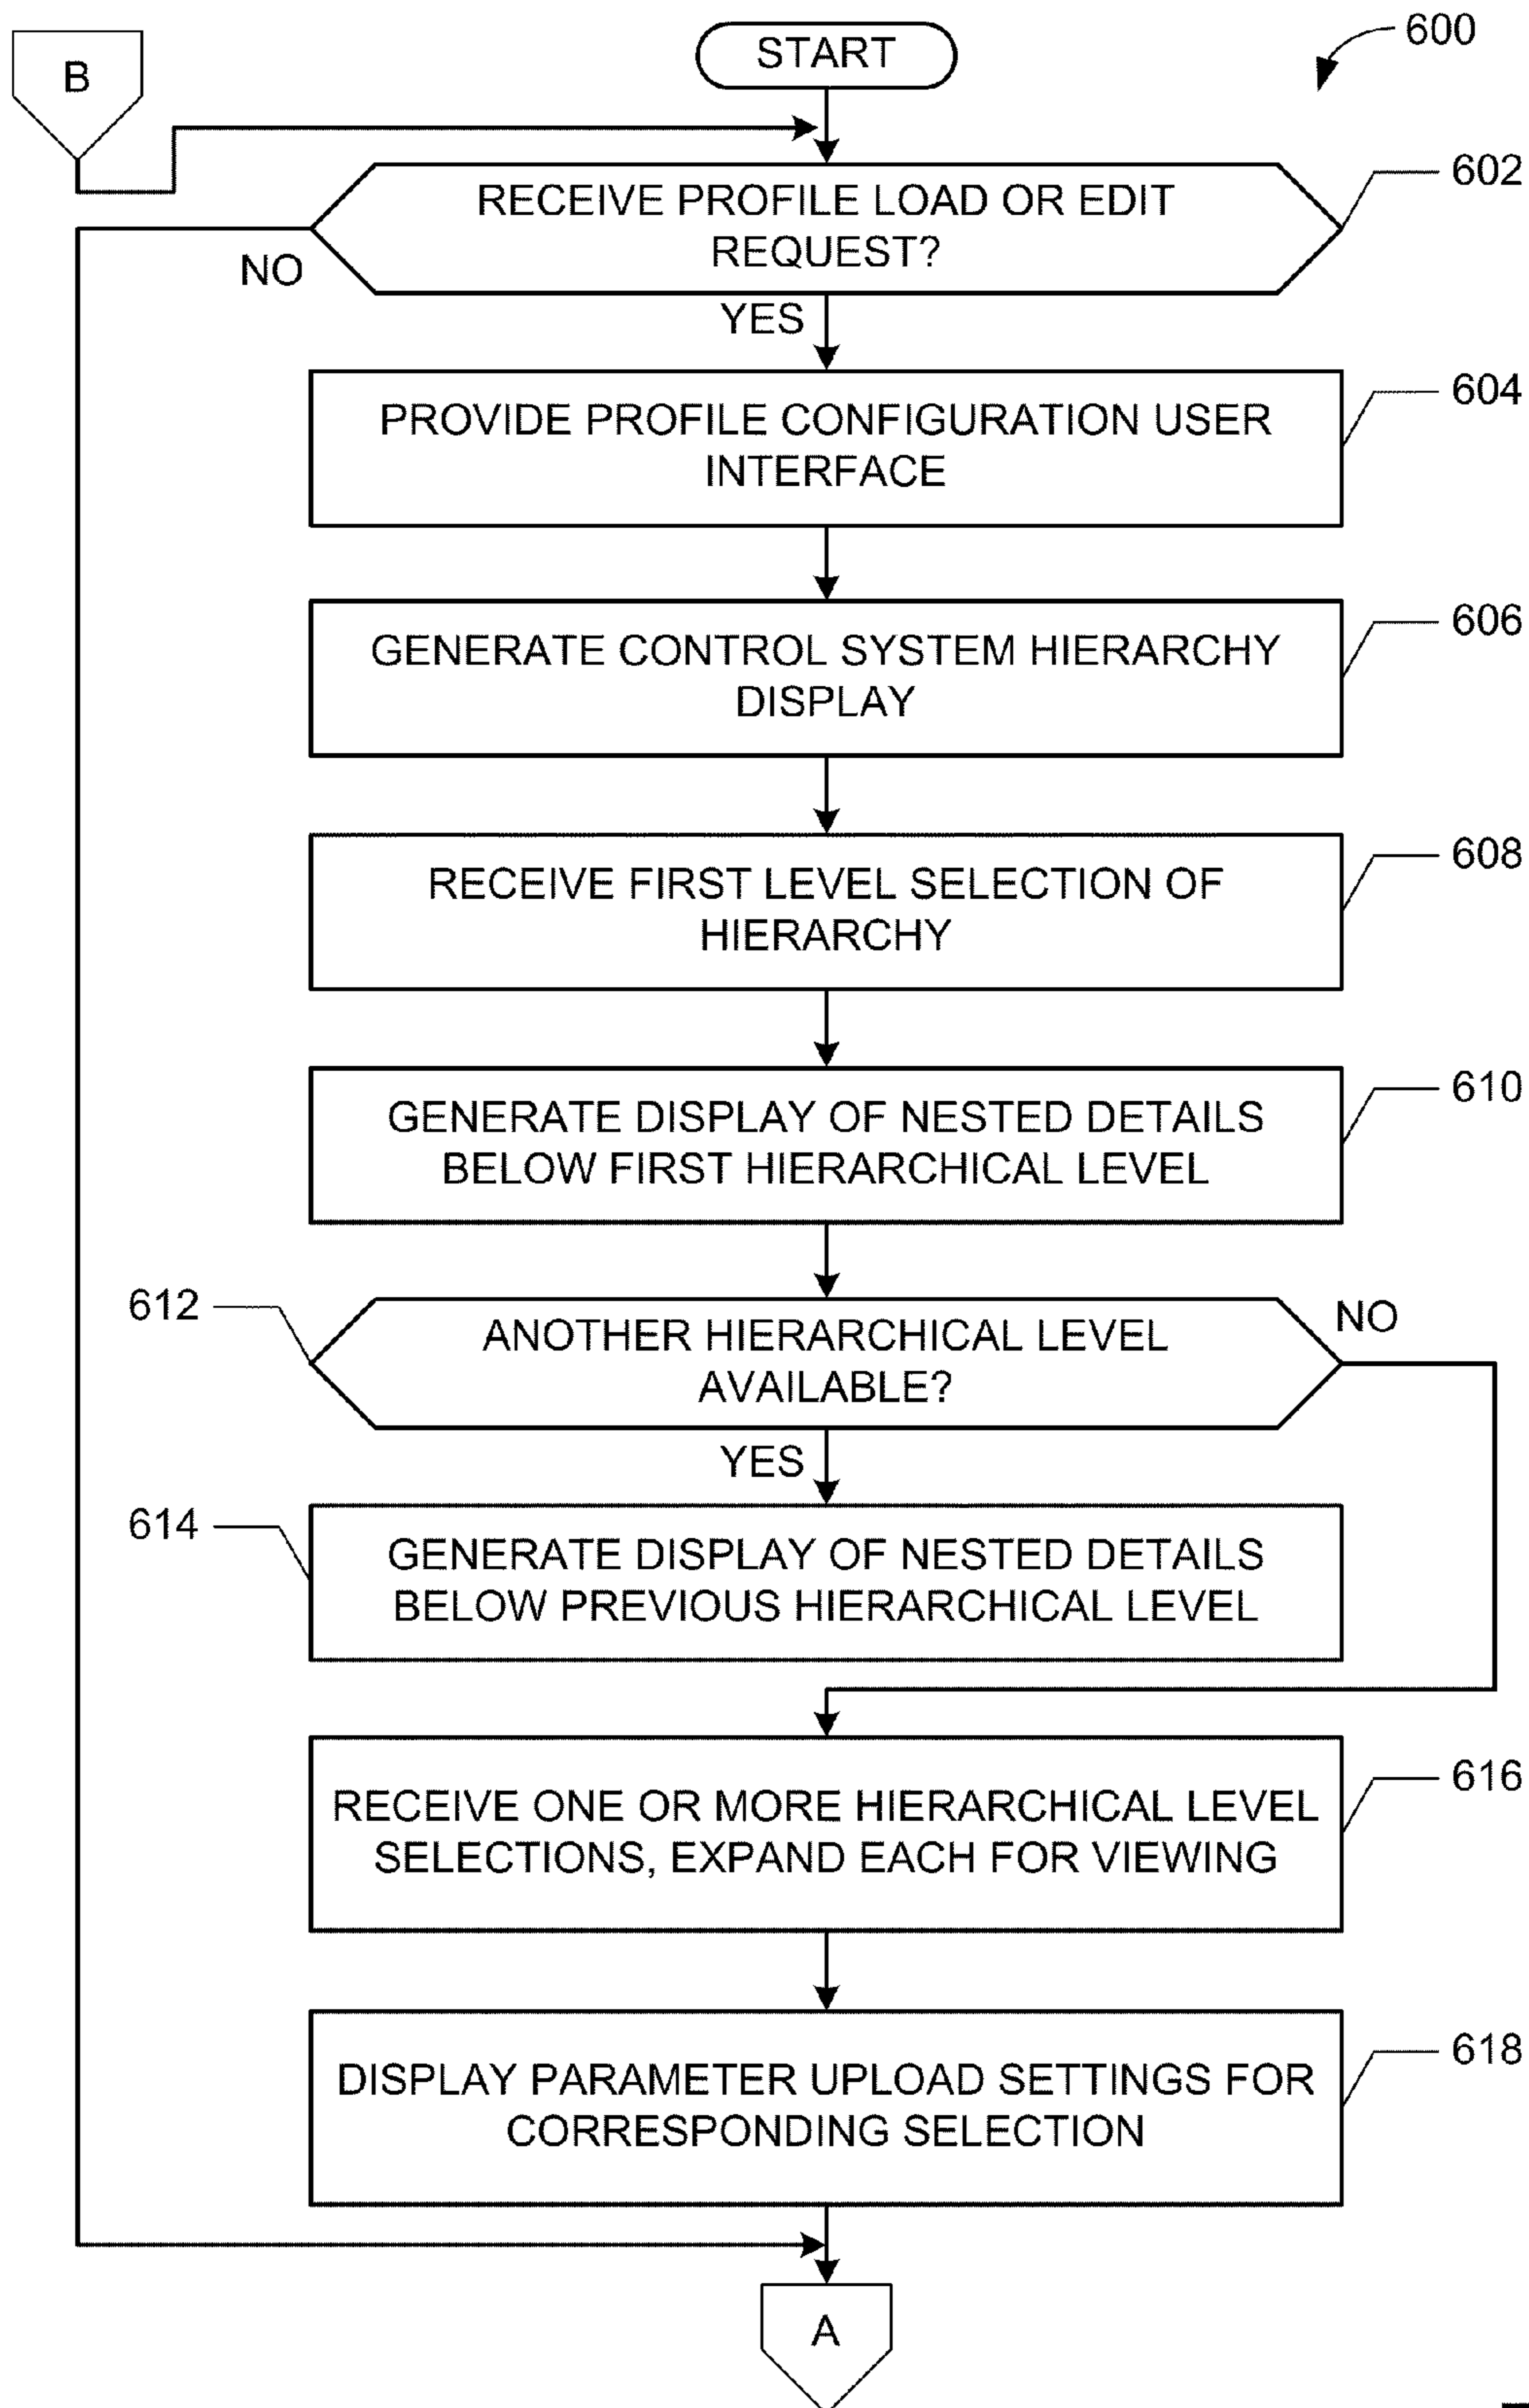 600
START
B
602
RECEIVE PROFILE LOAD OR EDIT
REQUEST?
NO
YES
604
PROVIDE PROFILE CONFIGURATION USER
INTERFACE
606
GENERATE CONTROL SYSTEM HIERARCHY
DISPLAY
608
RECEIVE FIRST LEVEL SELECTION OF
HIERARCHY
610
GENERATE DISPLAY OF NESTED DETAILS
BELOW FIRST HIERARCHICAL LEVEL
612
ANOTHER HIERARCHICAL LEVEL
AVAILABLE?
NO
YES
614
GENERATE DISPLAY OF NESTED DETAILS
BELOW PREVIOUS HIERARCHICAL LEVEL
616
RECEIVE ONE OR MORE HIERARCHICAL LEVEL
SELECTIONS, EXPAND EACH FOR VIEWING
618
DISPLAY PARAMETER UPLOAD SETTINGS FOR
CORRESPONDING SELECTION
A